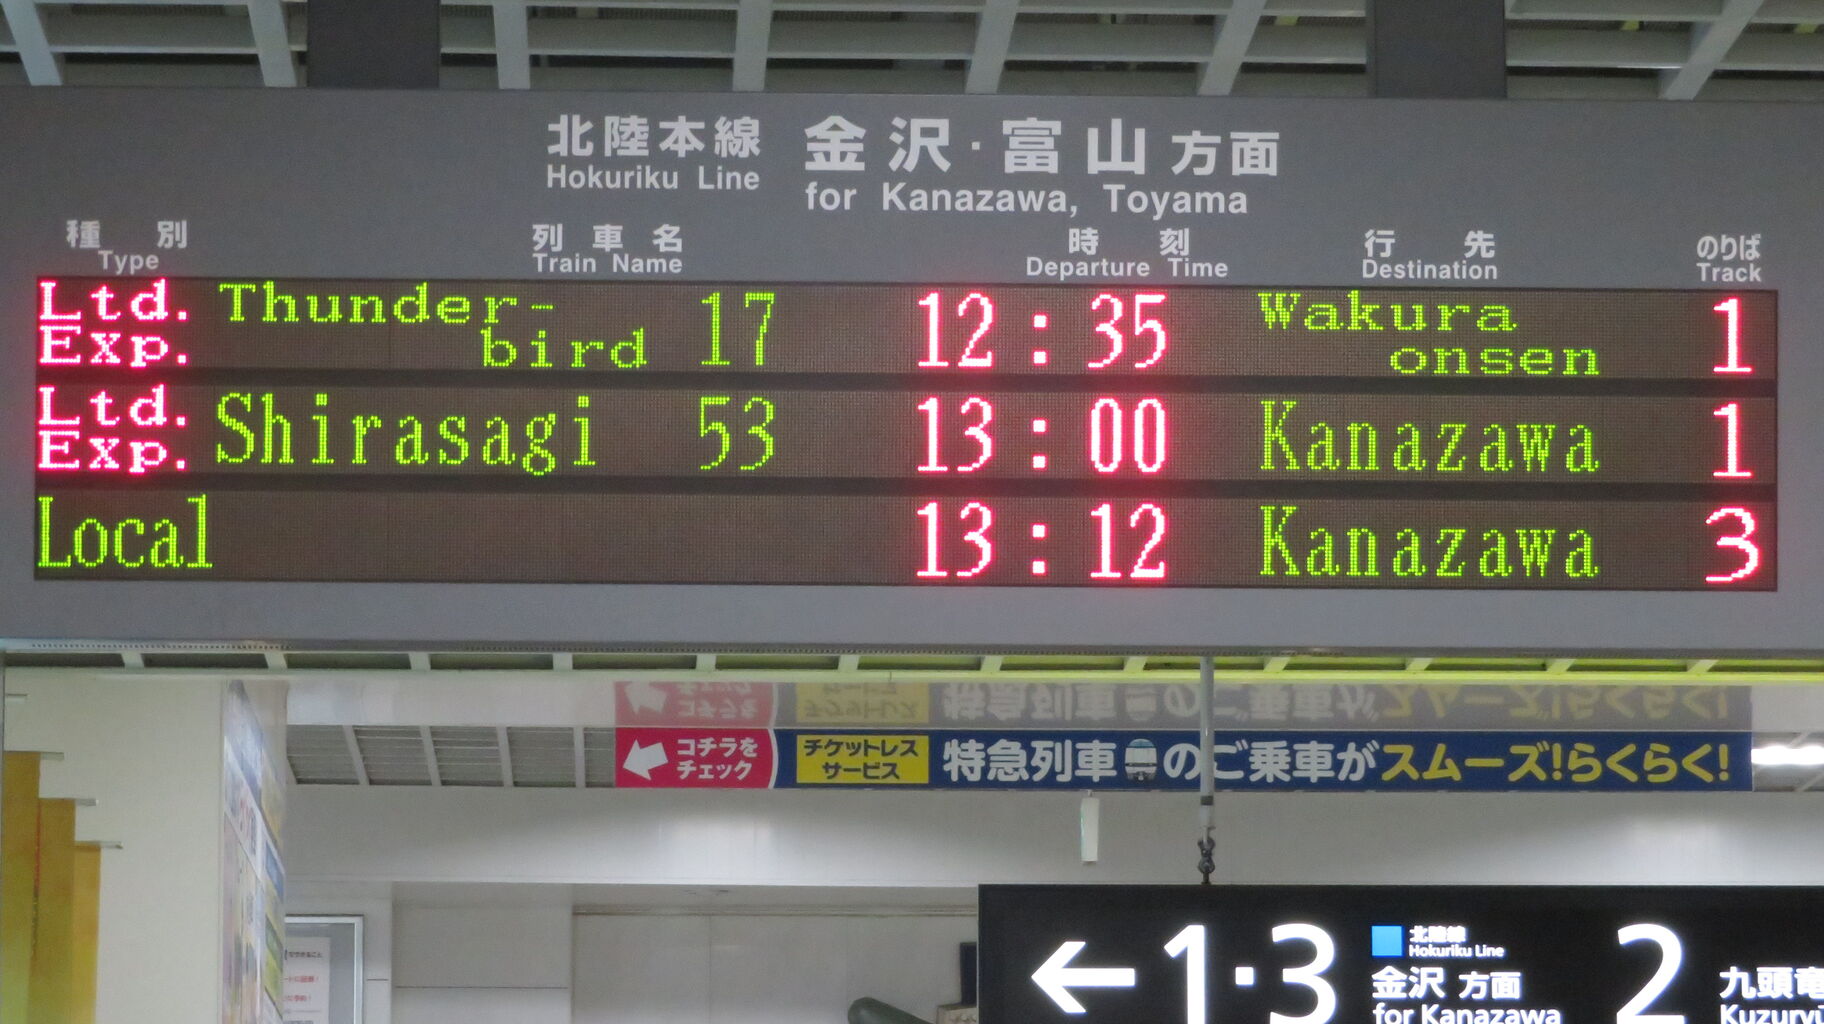 北陸本線 金沢・富山方面
Hokuriku Line for Kanazawa, Toyama
種別 列車名 時刻 行先 のりば
Type Train Name Departure Time Destination Track
Ltd. Exp. Thunder-bird 17 12:35 Wakura onsen 1
Ltd. Exp. Shirasagi 53 13:00 Kanazawa 1
Local 13:12 Kanazawa 3
コチラを
チェック
チケットレス
サービス
特急列車のご乗車がスムーズ!らくらく!
← 1・3
北陸線
Hokuriku Line
金沢 方面
for Kanazawa
2
九頭竜
Kuzuryū